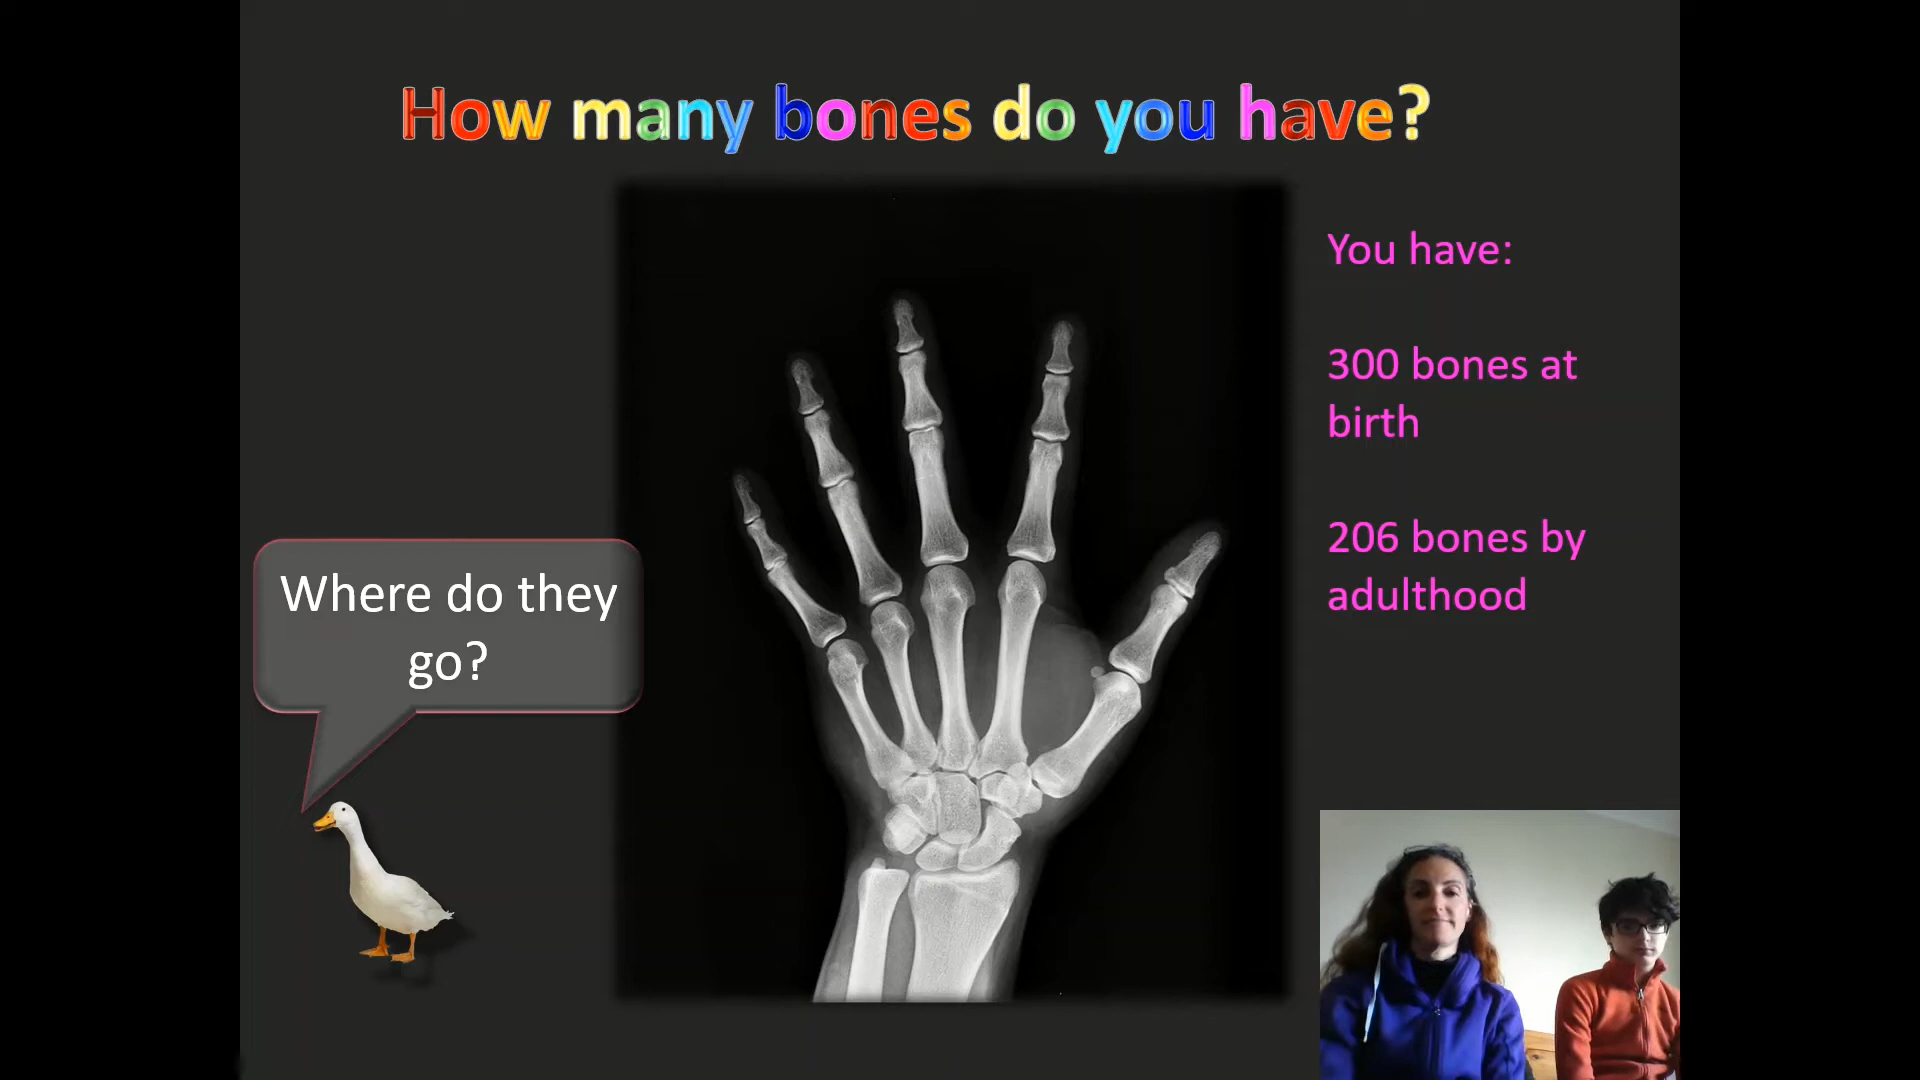 How many bones do you have?
You have:
300 bones at
birth
206 bones by
adulthood
Where do they
go?